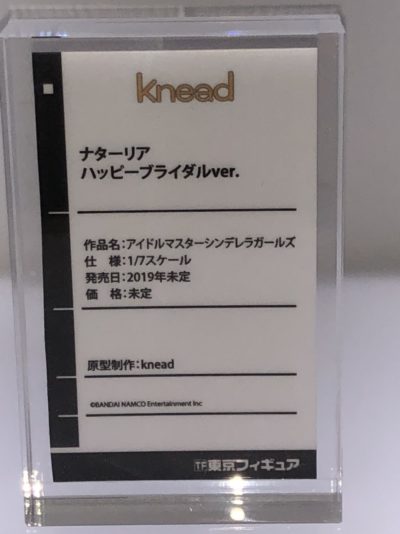 knead
ナターリア
ハッピーブライダルver.
作品名：アイドルマスターシンデレラガールズ
仕　様：1/7スケール
発売日：2019年未定
価　格：未定
原型制作：knead
©BANDAI NAMCO Entertainment Inc
TF 東京フィギュア